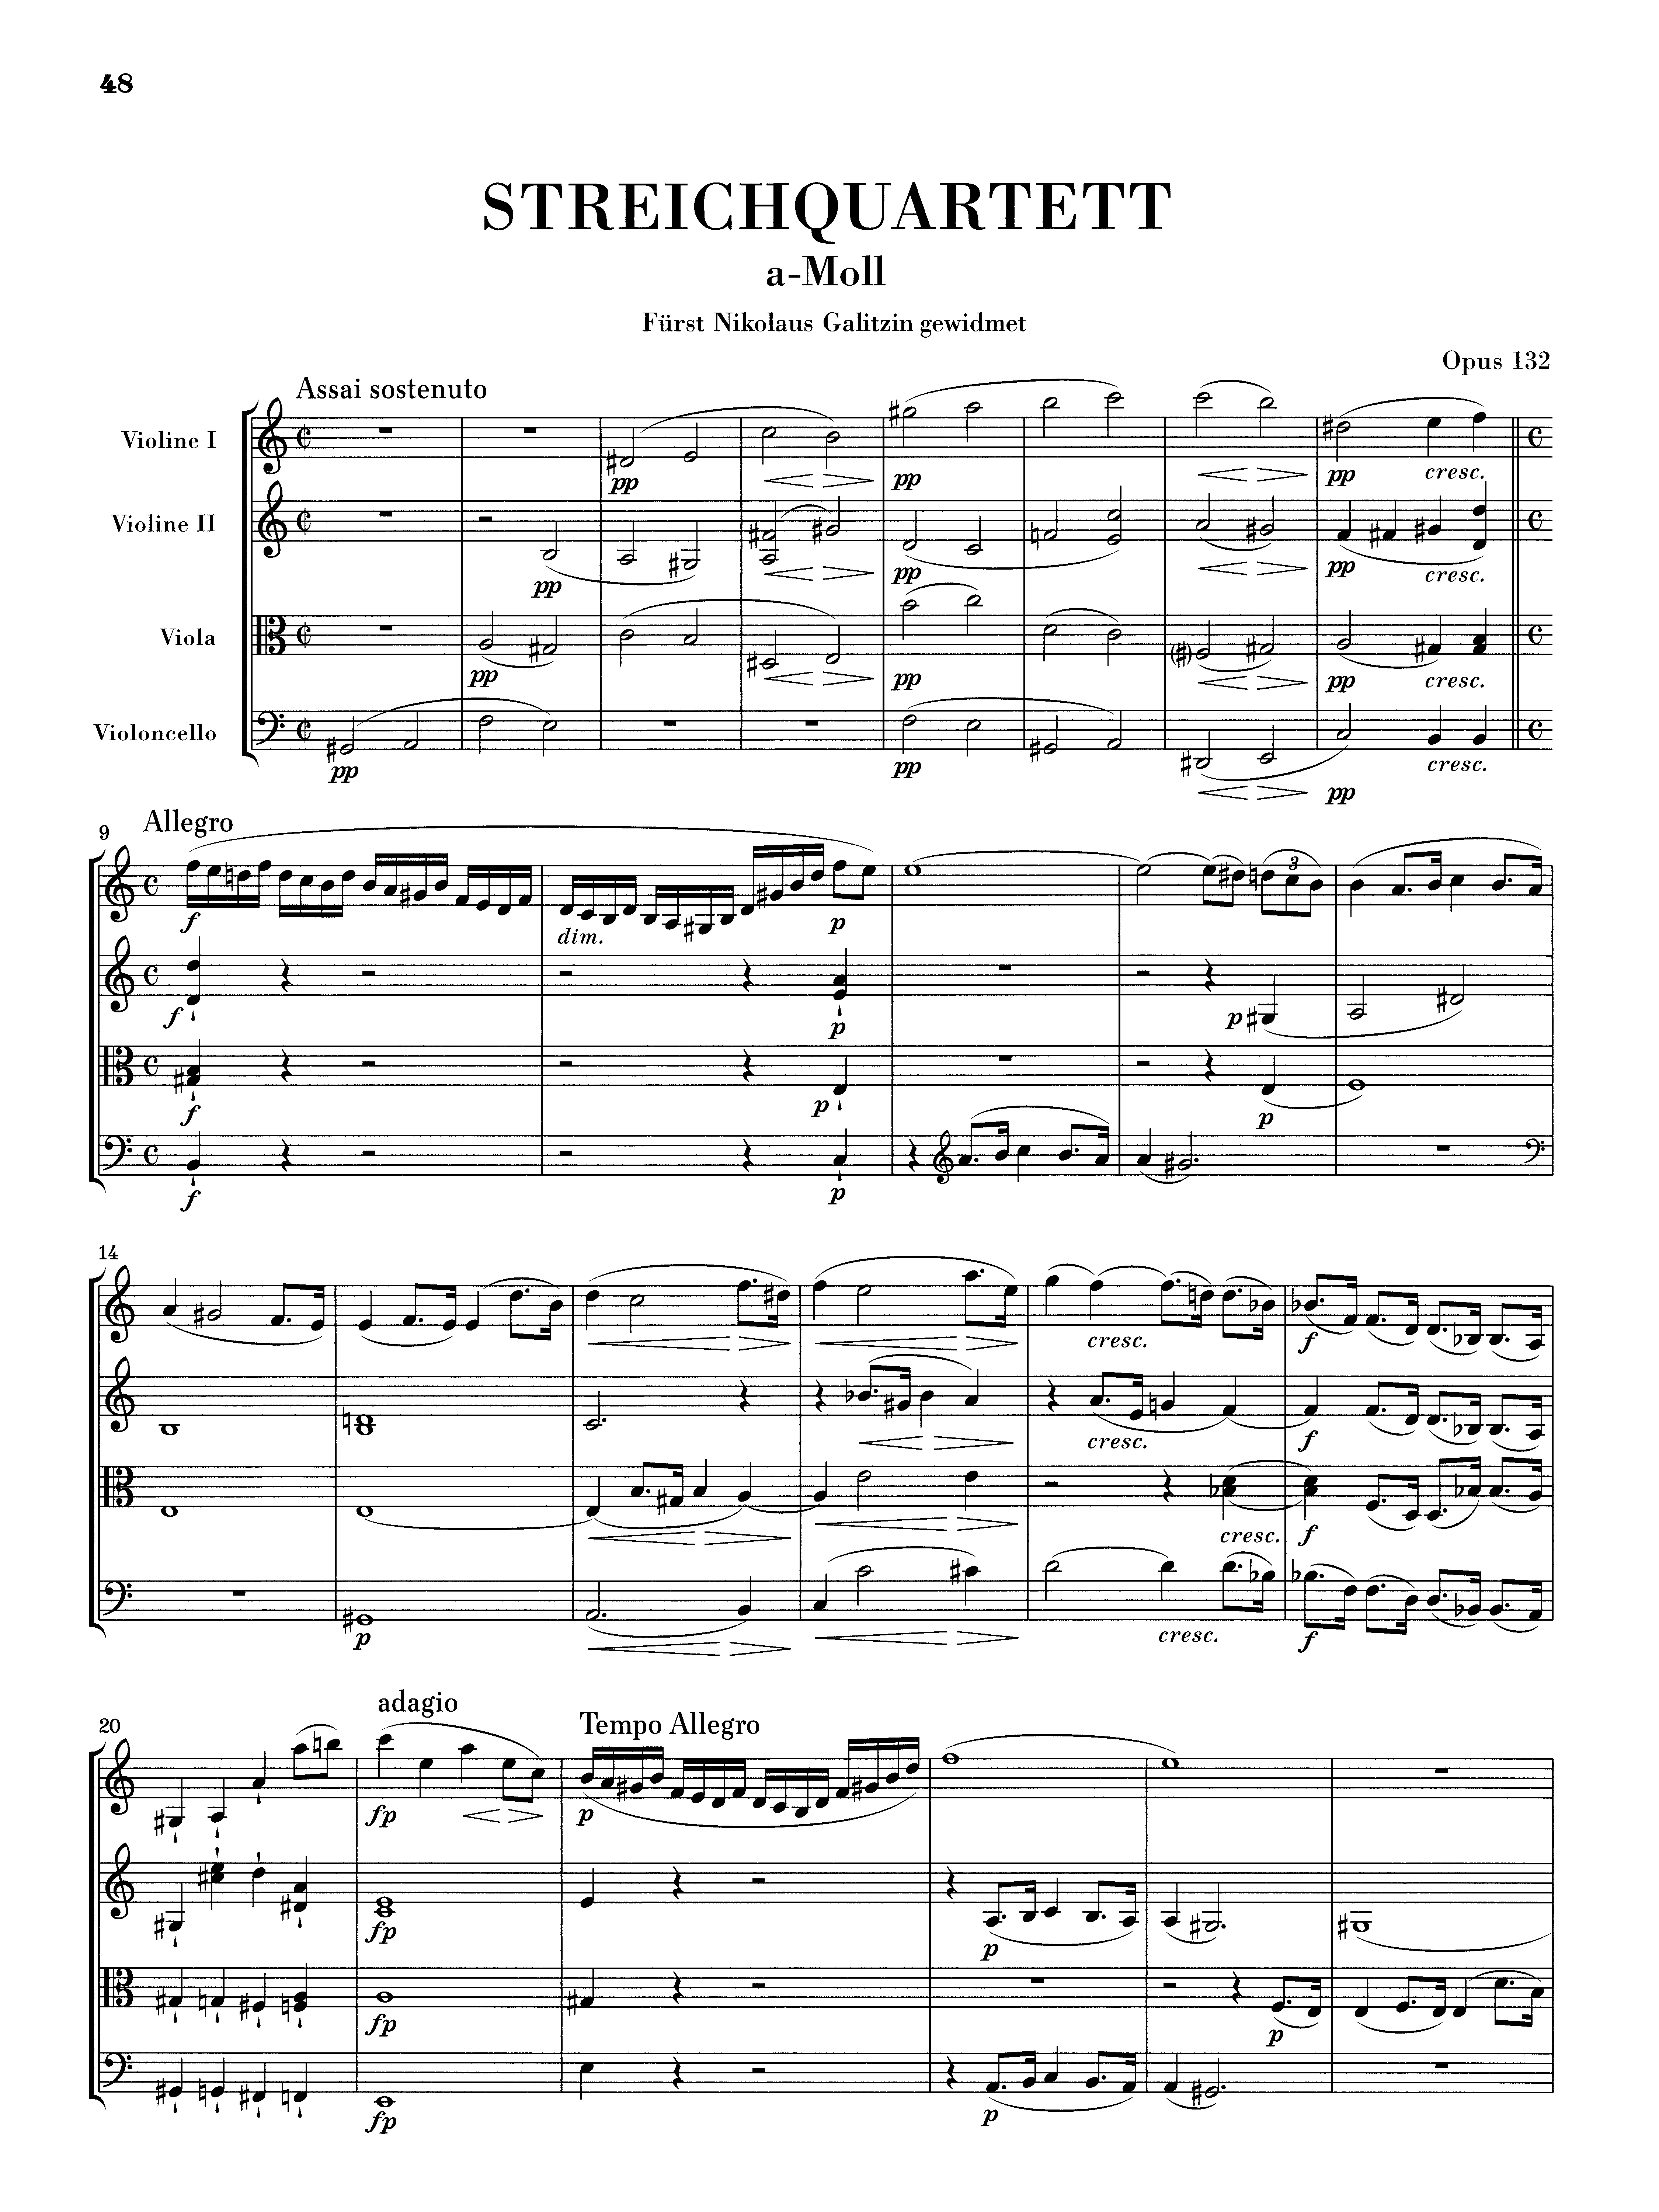 48
STREICHQUARTETT
a-Moll
Fürst Nikolaus Galitzin gewidmet
Opus 132
Assai sostenuto
Violine I
pp
pp
pp cresc.
Violine II
pp
pp
pp cresc.
Viola
pp
pp
pp cresc.
Violoncello
pp
pp
pp cresc.
9
Allegro
3
f dim. p
f p p
f p p
f p
14
cresc. f
cresc. f
cresc. f
p cresc. f
20
adagio
Tempo Allegro
fp p
fp p
fp p
fp p